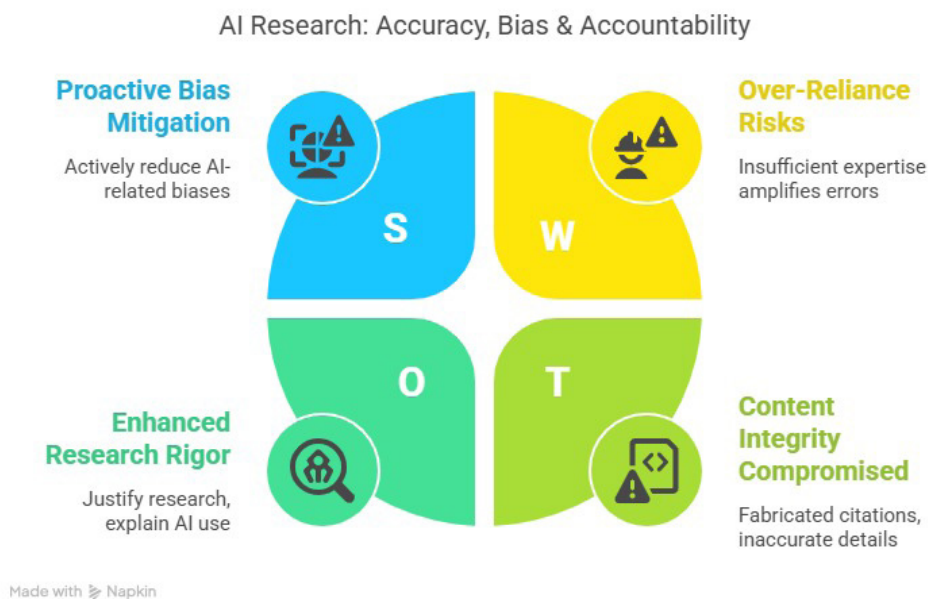 AI Research: Accuracy, Bias & Accountability
Proactive Bias
Mitigation
Actively reduce AI-
related biases
Over-Reliance
Risks
Insufficient expertise
amplifies errors
S
W
O
T
Enhanced
Research Rigor
Justify research,
explain AI use
Content
Integrity
Compromised
Fabricated citations,
inaccurate details
Made with Napkin